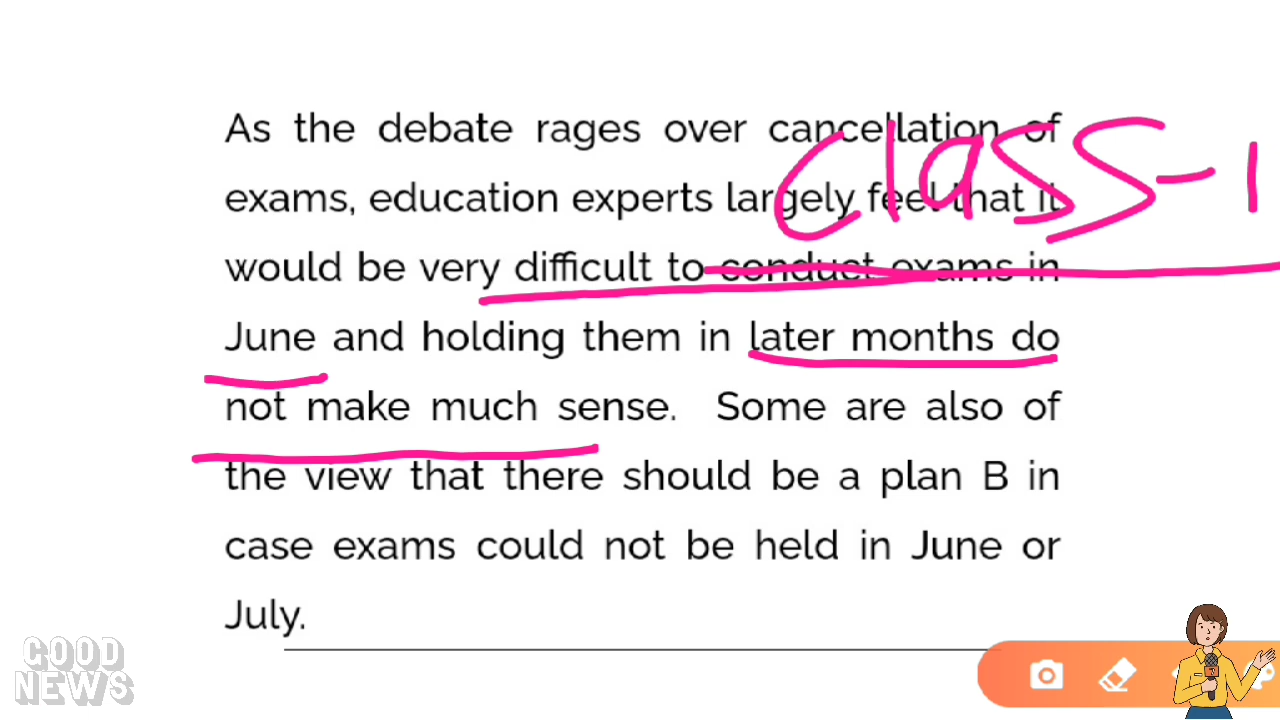 As the debate rages over cancellation of
exams, education experts largely feel that it
would be very difficult to conduct exams in
June and holding them in later months do
not make much sense. Some are also of
the view that there should be a plan B in
case exams could not be held in June or
July.
Class-1
GOOD
NEWS